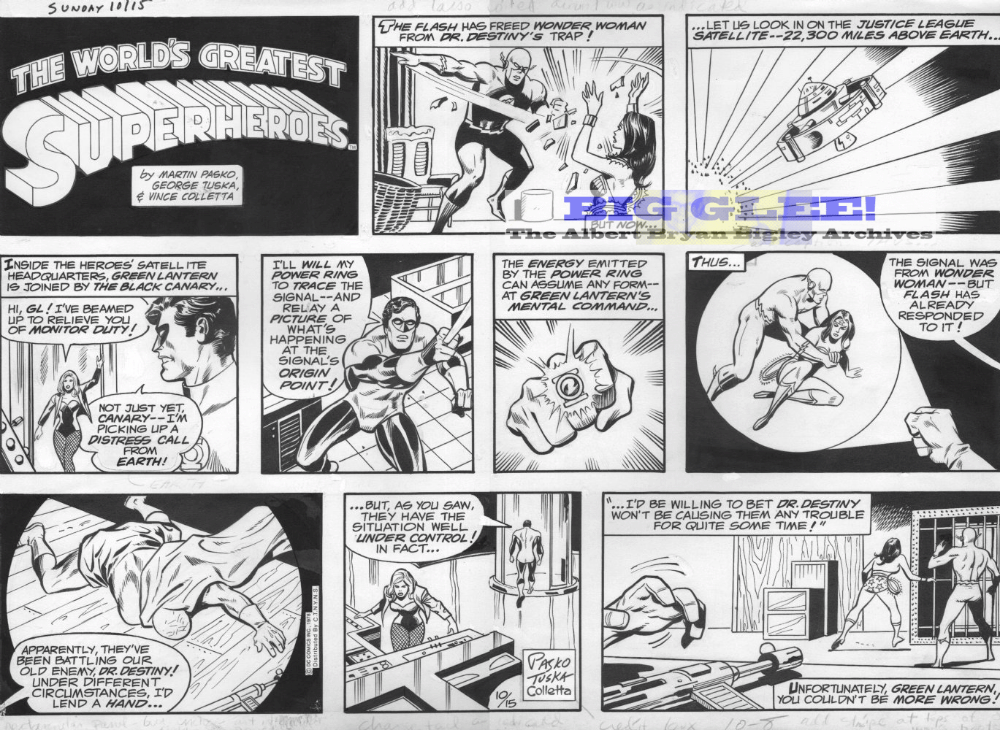 SUNDAY 10/15
add lasso
THE WORLD'S GREATEST
SUPERHEROES
TM
by MARTIN PASKO,
GEORGE TUSKA,
& VINCE COLLETTA
THE FLASH HAS FREED WONDER WOMAN
FROM DR. DESTINY'S TRAP!
BUT NOW...
...LET US LOOK IN ON THE JUSTICE LEAGUE
SATELLITE--22,300 MILES ABOVE EARTH...
BIG GLEE!
The Albert Bryan Bigley Archives
INSIDE THE HEROES' SATELLITE
HEADQUARTERS, GREEN LANTERN
IS JOINED BY THE BLACK CANARY...
HI, GL! I'VE BEAMED
UP TO RELIEVE YOU
OF MONITOR DUTY!
NOT JUST YET,
CANARY--I'M
PICKING UP A
DISTRESS CALL
FROM
EARTH!
I'LL WILL MY
POWER RING
TO TRACE THE
SIGNAL--AND
RELAY A
PICTURE OF
WHAT'S
HAPPENING
AT THE
SIGNAL'S
ORIGIN
POINT!
THE ENERGY EMITTED
BY THE POWER RING
CAN ASSUME ANY FORM--
AT GREEN LANTERN'S
MENTAL COMMAND...
THUS...
THE SIGNAL WAS
FROM WONDER
WOMAN---BUT
FLASH HAS
ALREADY
RESPONDED
TO IT!
APPARENTLY, THEY'VE
BEEN BATTLING OUR
OLD ENEMY, DR. DESTINY!
UNDER DIFFERENT
CIRCUMSTANCES, I'D
LEND A HAND...
© DC COMICS INC. 1978
Distributed By C.T.N.Y.N.S.
...BUT, AS YOU SAW,
THEY HAVE THE
SITUATION WELL
UNDER CONTROL!
IN FACT...
10/15
PASKO
TUSKA
Colletta
"...I'D BE WILLING TO BET DR. DESTINY
WON'T BE CAUSING THEM ANY TROUBLE
FOR QUITE SOME TIME!"
UNFORTUNATELY, GREEN LANTERN,
YOU COULDN'T BE MORE WRONG!